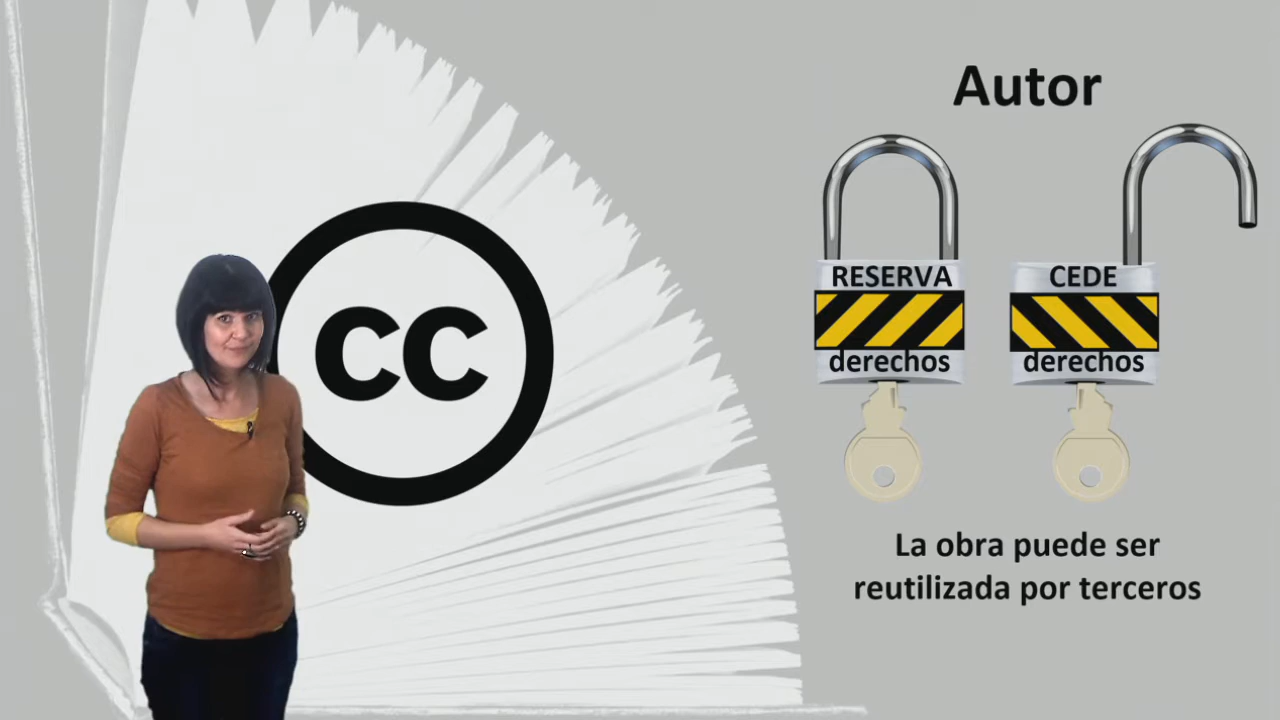 cc
Autor
RESERVA
derechos
CEDE
derechos
La obra puede ser
reutilizada por terceros